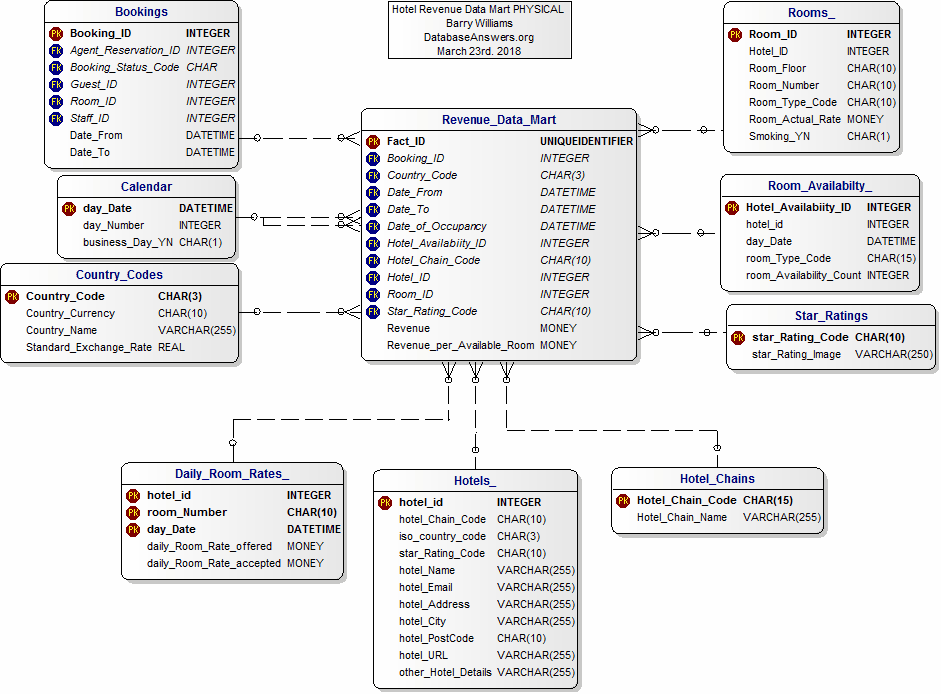 Hotel Revenue Data Mart PHYSICAL
Barry Williams
DatabaseAnswers.org
March 23rd. 2018
Bookings
PK Booking_ID INTEGER
FK Agent_Reservation_ID INTEGER
FK Booking_Status_Code CHAR
FK Guest_ID INTEGER
FK Room_ID INTEGER
FK Staff_ID INTEGER
Date_From DATETIME
Date_To DATETIME
Calendar
PK day_Date DATETIME
day_Number INTEGER
business_Day_YN CHAR(1)
Country_Codes
PK Country_Code CHAR(3)
Country_Currency CHAR(10)
Country_Name VARCHAR(255)
Standard_Exchange_Rate REAL
Revenue_Data_Mart
PK Fact_ID UNIQUEIDENTIFIER
FK Booking_ID INTEGER
FK Country_Code CHAR(3)
FK Date_From DATETIME
FK Date_To DATETIME
FK Date_of_Occupancy DATETIME
FK Hotel_Availabiity_ID INTEGER
FK Hotel_Chain_Code CHAR(10)
FK Hotel_ID INTEGER
FK Room_ID INTEGER
FK Star_Rating_Code CHAR(10)
Revenue MONEY
Revenue_per_Available_Room MONEY
Rooms_
PK Room_ID INTEGER
Hotel_ID INTEGER
Room_Floor CHAR(10)
Room_Number CHAR(10)
Room_Type_Code CHAR(10)
Room_Actual_Rate MONEY
Smoking_YN CHAR(1)
Room_Availabilty_
PK Hotel_Availabiity_ID INTEGER
hotel_id INTEGER
day_Date DATETIME
room_Type_Code CHAR(15)
room_Availability_Count INTEGER
Star_Ratings
PK star_Rating_Code CHAR(10)
star_Rating_Image VARCHAR(250)
Daily_Room_Rates_
PK hotel_id INTEGER
PK room_Number CHAR(10)
PK day_Date DATETIME
daily_Room_Rate_offered MONEY
daily_Room_Rate_accepted MONEY
Hotels_
PK hotel_id INTEGER
hotel_Chain_Code CHAR(10)
iso_country_code CHAR(3)
star_Rating_Code CHAR(10)
hotel_Name VARCHAR(255)
hotel_Email VARCHAR(255)
hotel_Address VARCHAR(255)
hotel_City VARCHAR(255)
hotel_PostCode CHAR(10)
hotel_URL VARCHAR(255)
other_Hotel_Details VARCHAR(255)
Hotel_Chains
PK Hotel_Chain_Code CHAR(15)
Hotel_Chain_Name VARCHAR(255)